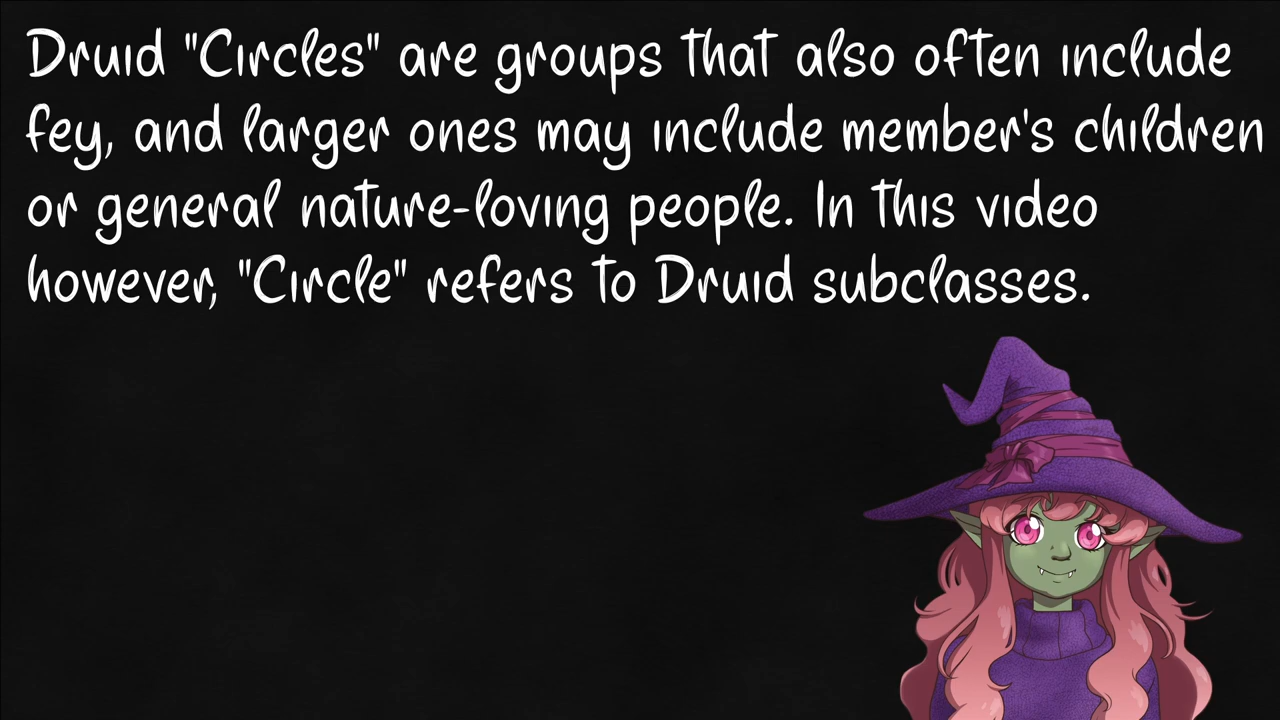 Druid "Circles" are groups that also often include
fey, and larger ones may include member's children
or general nature-loving people. In this video
however, "Circle" refers to Druid subclasses.